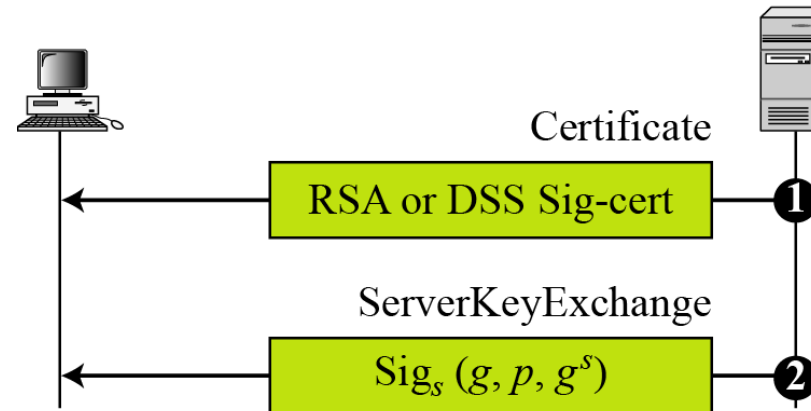 Certificate
RSA or DSS Sig-cert
1
ServerKeyExchange
Sigₛ (g, p, gˢ)
2